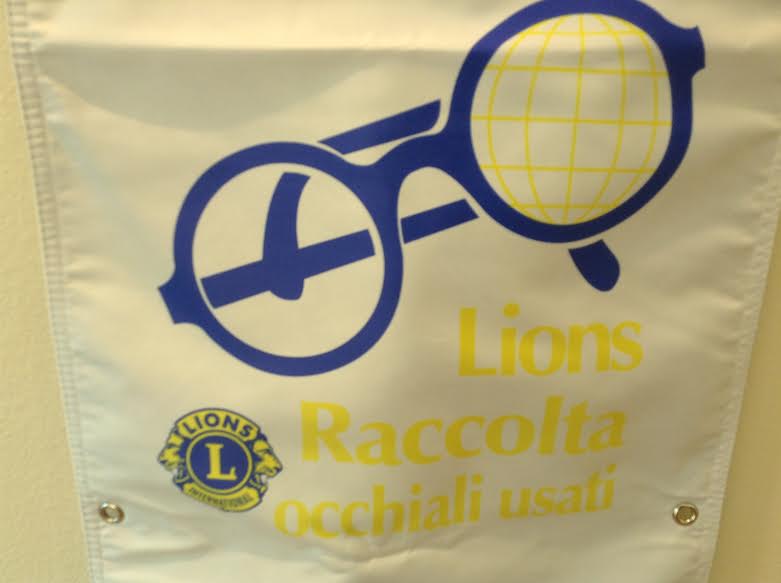 Lions
Raccolta
occhiali usati
LIONS
L
INTERNATIONAL